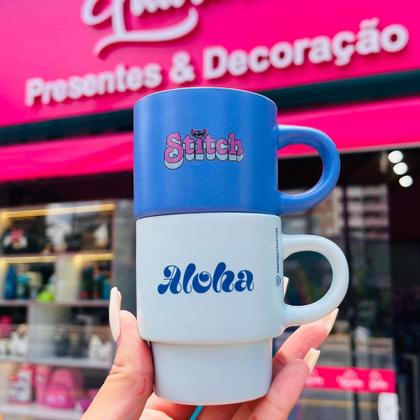 Presentes & Decoração
Stitch
Aloha